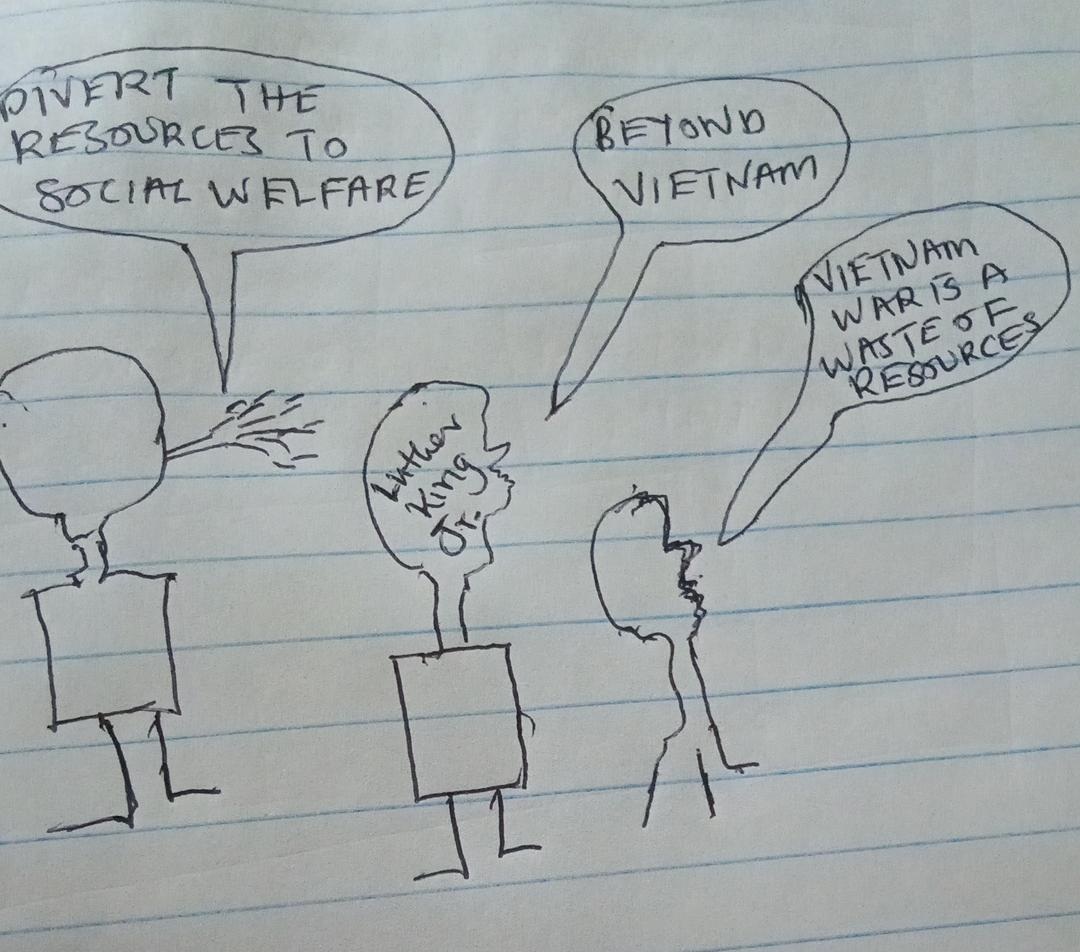 DIVERT THE
RESOURCES TO
SOCIAL WELFARE
BEYOND
VIETNAM
VIETNAM
WAR IS A
WASTE OF
RESOURCES
Luther
King
Jr.